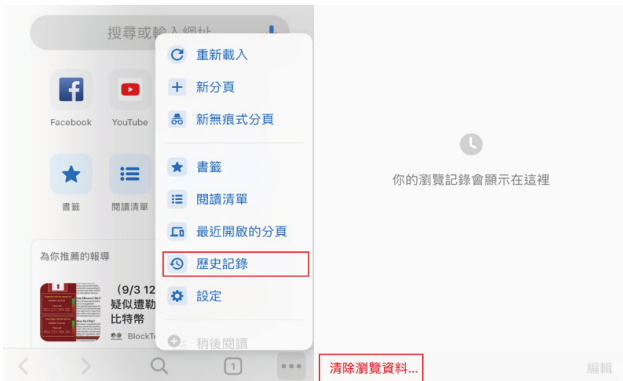 搜尋或輸入網址
重新載入
新分頁
新無痕式分頁
Facebook
YouTube
書籤
閱讀清單
書籤
閱讀清單
最近開啟的分頁
為你推薦的報導
歷史記錄
(9/3 12
疑似遭勒
比特幣
設定
BlockT
稍後閱讀
1
你的瀏覽記錄會顯示在這裡
清除瀏覽資料...
編輯